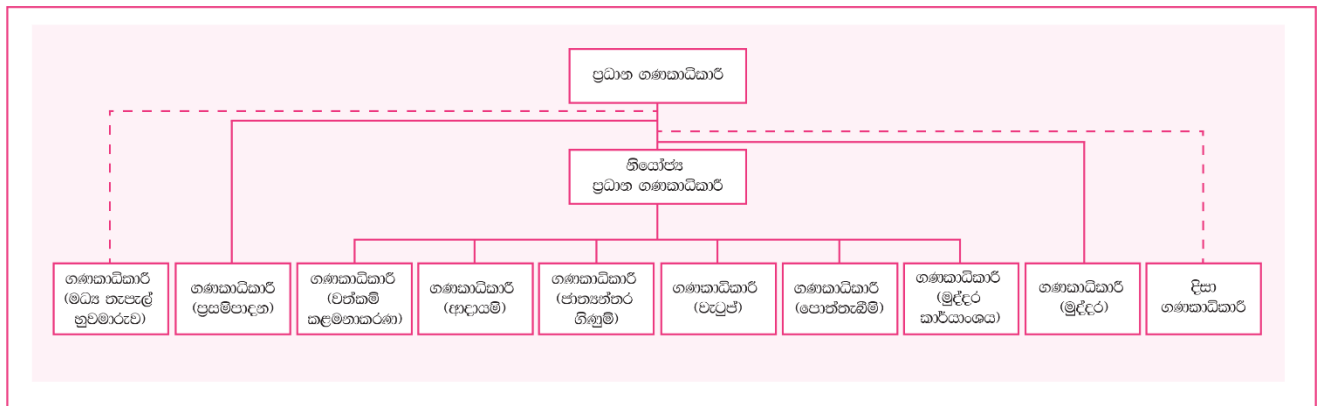 ප්‍රධාන ගණකාධිකාරී
නියෝජ්‍ය
ප්‍රධාන ගණකාධිකාරී
ගණකාධිකාරී
(මධ්‍ය තැපැල්
හුවමාරුව)
ගණකාධිකාරී
(ප්‍රසම්පාදන)
ගණකාධිකාරී
(වත්කම්
කළමනාකරණ)
ගණකාධිකාරී
(ආදායම්)
ගණකාධිකාරී
(ජාත්‍යන්තර
ගිණුම්)
ගණකාධිකාරී
(වැටුප්)
ගණකාධිකාරී
(පොත්තැබීම්)
ගණකාධිකාරී
(මුද්දර
කාර්යාංශය)
ගණකාධිකාරී
(මුද්දර)
දිසා
ගණකාධිකාරී